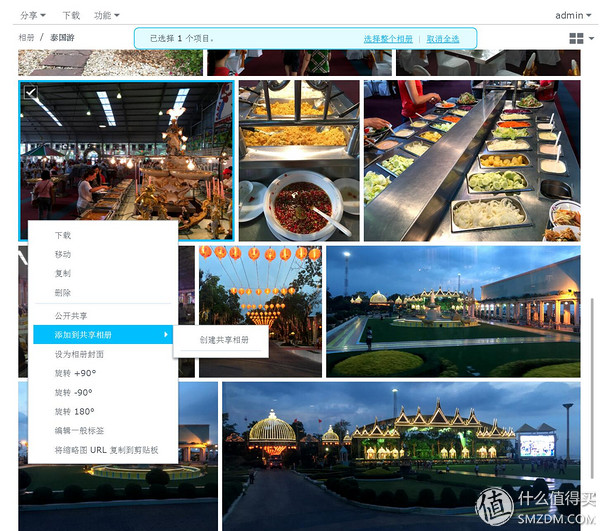 分享 下载 功能 admin
已选择 1 个项目。 选择整个相册 | 取消全选
相册 / 泰国游
下载
移动
复制
删除
公开共享
添加到共享相册
创建共享相册
设为相册封面
旋转 +90°
旋转 -90°
旋转 180°
编辑一般标签
将缩略图 URL 复制到剪贴板
值 什么值得买
SMZDM.COM